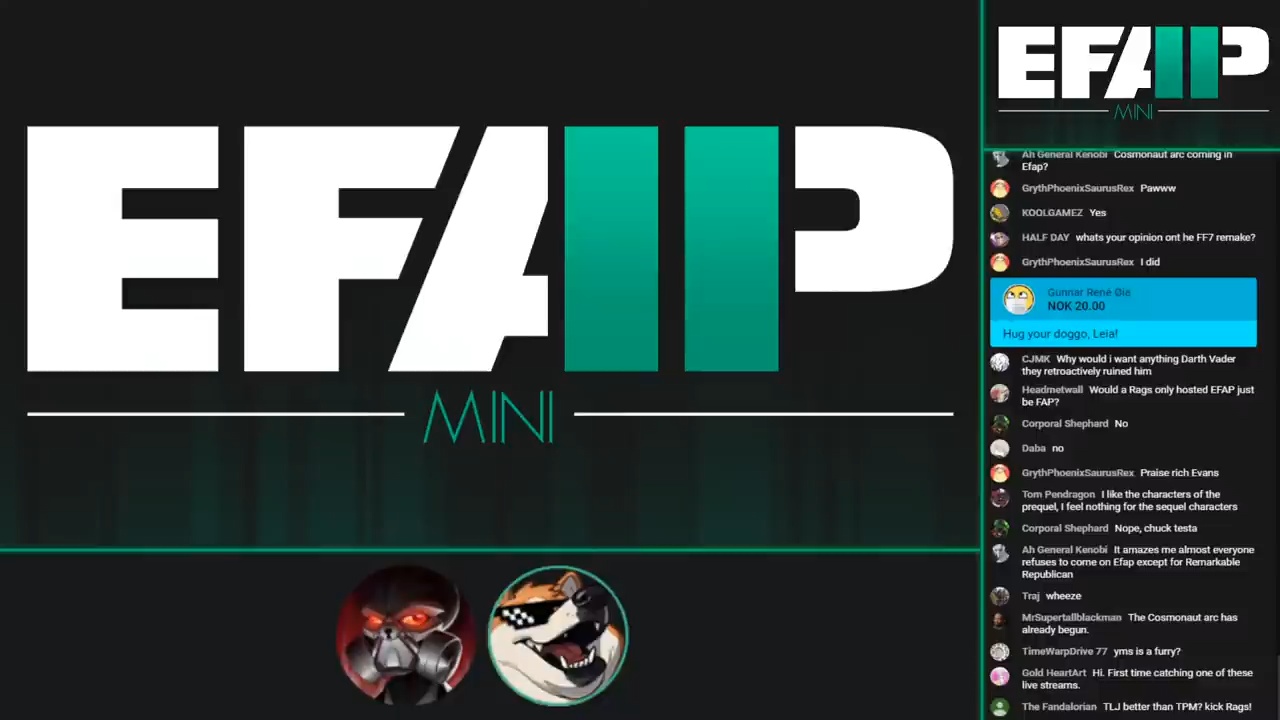 EFAP
MINI
EFAP
MINI
Ah General Kenobi Cosmonaut arc coming in
Efap?
GrythPhoenixSaurusRex Pawww
KOOLGAMEZ Yes
HALF DAY whats your opinion ont he FF7 remake?
GrythPhoenixSaurusRex I did
Gunnar René Øie
NOK 20.00
Hug your doggo, Leia!
CJMK Why would i want anything Darth Vader
they retroactively ruined him
Headmetwall Would a Rags only hosted EFAP just
be FAP?
Corporal Shephard No
Daba no
GrythPhoenixSaurusRex Praise rich Evans
Tom Pendragon I like the characters of the
prequel, I feel nothing for the sequel characters
Corporal Shephard Nope, chuck testa
Ah General Kenobi It amazes me almost everyone
refuses to come on Efap except for Remarkable
Republican
Traj wheeze
MrSupertallblackman The Cosmonaut arc has
already begun.
TimeWarpDrive 77 yms is a furry?
Gold HeartArt Hi. First time catching one of these
live streams.
The Fandalorian TLJ better than TPM? kick Rags!